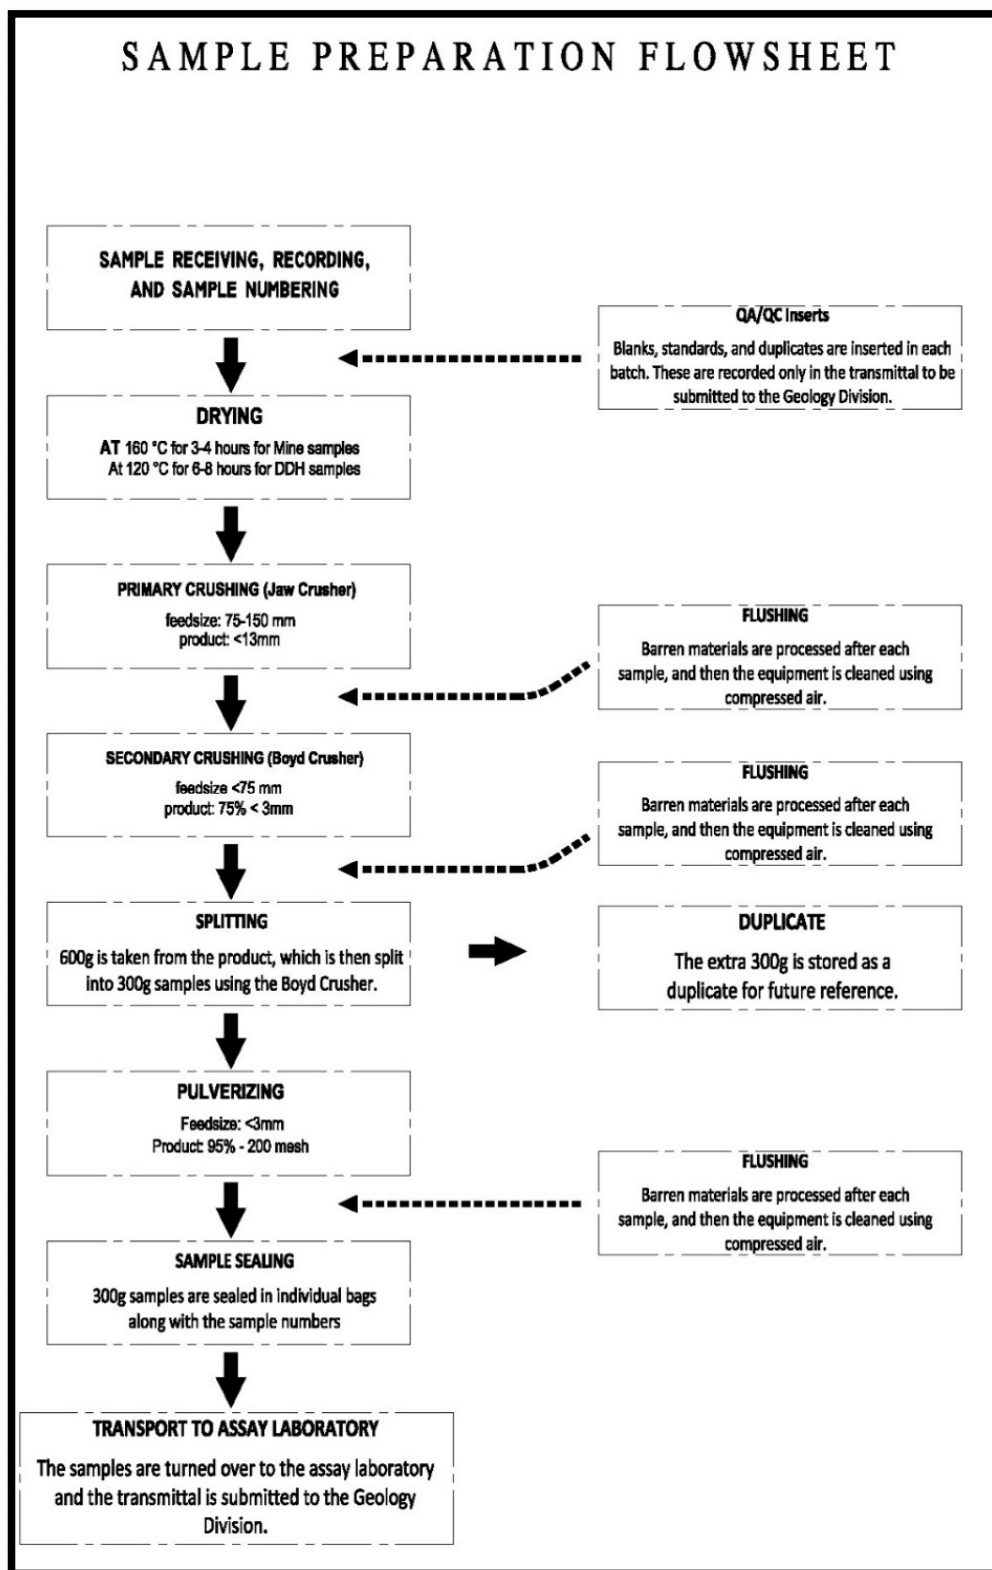 SAMPLE PREPARATION FLOWSHEET
SAMPLE RECEIVING, RECORDING,
AND SAMPLE NUMBERING
QA/QC Inserts
Blanks, standards, and duplicates are inserted in each
batch. These are recorded only in the transmittal to be
submitted to the Geology Division.
DRYING
AT 160 °C for 3-4 hours for Mine samples
At 120 °C for 6-8 hours for DDH samples
PRIMARY CRUSHING (Jaw Crusher)
feedsize: 75-150 mm
product: <13mm
FLUSHING
Barren materials are processed after each
sample, and then the equipment is cleaned using
compressed air.
SECONDARY CRUSHING (Boyd Crusher)
feedsize <75 mm
product: 75% < 3mm
FLUSHING
Barren materials are processed after each
sample, and then the equipment is cleaned using
compressed air.
SPLITTING
600g is taken from the product, which is then split
into 300g samples using the Boyd Crusher.
DUPLICATE
The extra 300g is stored as a
duplicate for future reference.
PULVERIZING
Feedsize: <3mm
Product: 95% - 200 mesh
FLUSHING
Barren materials are processed after each
sample, and then the equipment is cleaned using
compressed air.
SAMPLE SEALING
300g samples are sealed in individual bags
along with the sample numbers
TRANSPORT TO ASSAY LABORATORY
The samples are turned over to the assay laboratory
and the transmittal is submitted to the Geology
Division.